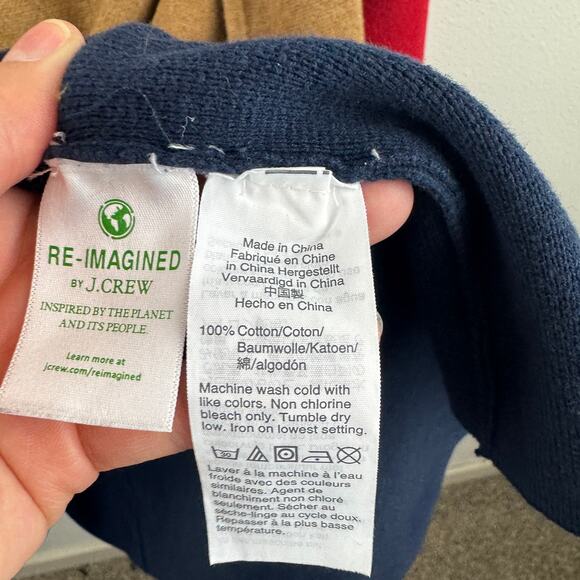 RE-IMAGINED
BY J.CREW
INSPIRED BY THE PLANET
AND ITS PEOPLE.
Learn more at
jcrew.com/reimagined
Made in China
Fabriqué en Chine
in China Hergestellt
Vervaardigd in China
中国製
Hecho en China
100% Cotton/Coton/
Baumwolle/Katoen/
綿/algodón
Machine wash cold with
like colors. Non chlorine
bleach only. Tumble dry
low. Iron on lowest setting.
30
Laver à la machine à l'eau
froide avec des couleurs
similaires. Agent de
blanchiment non chloré
seulement. Sécher au
sèche-linge au cycle doux.
Repasser à la plus basse
température.